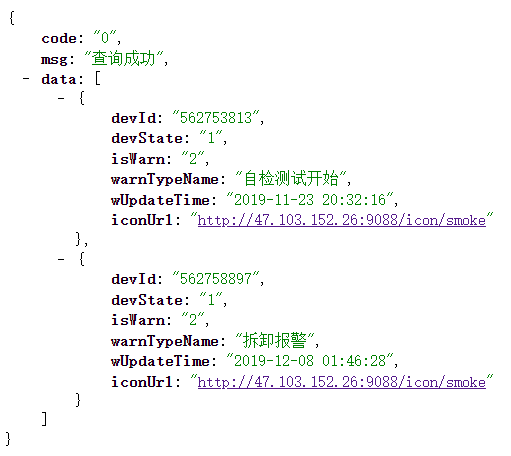 {
code: "0",
msg: "查询成功",
- data: [
- {
devId: "562753813",
devState: "1",
isWarn: "2",
warnTypeName: "自检测试开始",
wUpdateTime: "2019-11-23 20:32:16",
iconUrl: "http://47.103.152.26:9088/icon/smoke"
},
- {
devId: "562758897",
devState: "1",
isWarn: "2",
warnTypeName: "拆卸报警",
wUpdateTime: "2019-12-08 01:46:28",
iconUrl: "http://47.103.152.26:9088/icon/smoke"
}
]
}